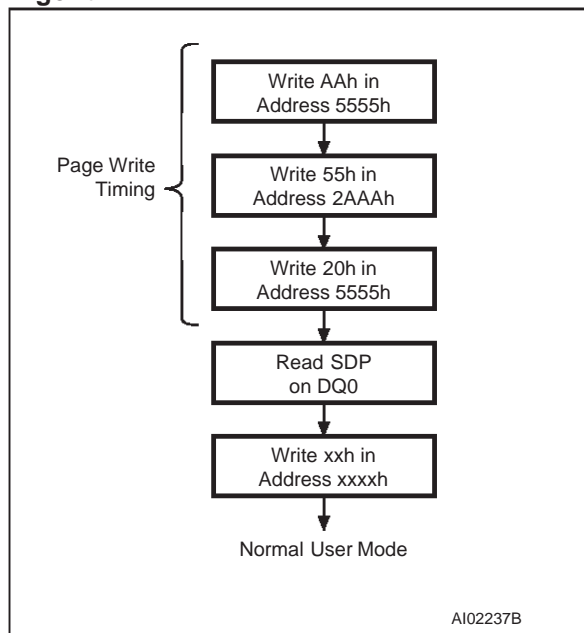 Write AAh in
Address 5555h
Page Write
Timing
Write 55h in
Address 2AAAh
Write 20h in
Address 5555h
Read SDP
on DQ0
Write xxh in
Address xxxxh
Normal User Mode
AI02237B